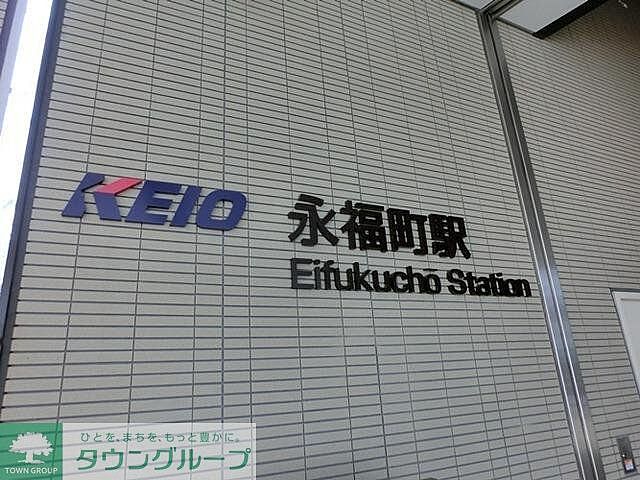 KEIO
永福町駅
Eifukuchō Station
ひとを、まちを、もっと豊かに。
タウングループ
TOWN GROUP